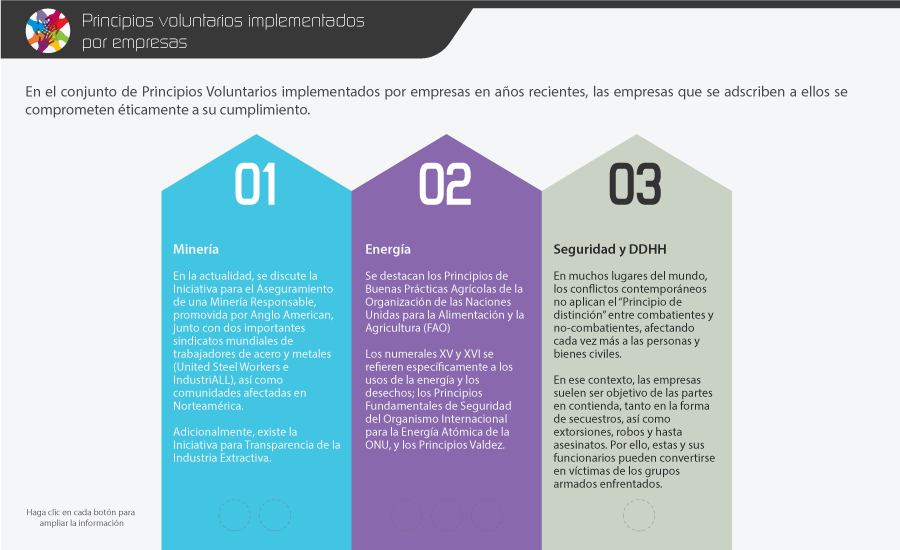 Principios voluntarios implementados
por empresas
En el conjunto de Principios Voluntarios implementados por empresas en años recientes, las empresas que se adscriben a ellos se
comprometen éticamente a su cumplimiento.
01
Minería
En la actualidad, se discute la
Iniciativa para el Aseguramiento
de una Minería Responsable,
promovida por Anglo American,
junto con dos importantes
sindicatos mundiales de
trabajadores de acero y metales
(United Steel Workers e
IndustriALL), así como
comunidades afectadas en
Norteamérica.
Adicionalmente, existe la
Iniciativa para Transparencia de la
Industria Extractiva.
02
Energía
Se destacan los Principios de
Buenas Prácticas Agrícolas de la
Organización de las Naciones
Unidas para la Alimentación y la
Agricultura (FAO)
Los numerales XV y XVI se
refieren específicamente a los
usos de la energía y los
desechos; los Principios
Fundamentales de Seguridad
del Organismo Internacional
para la Energía Atómica de la
ONU, y los Principios Valdez.
03
Seguridad y DDHH
En muchos lugares del mundo,
los conflictos contemporáneos
no aplican el “Principio de
distinción” entre combatientes y
no-combatientes, afectando
cada vez más a las personas y
bienes civiles.
En ese contexto, las empresas
suelen ser objetivo de las partes
en contienda, tanto en la forma
de secuestros, así como
extorsiones, robos y hasta
asesinatos. Por ello, estas y sus
funcionarios pueden convertirse
en víctimas de los grupos
armados enfrentados.
Haga clic en cada botón para
ampliar la información